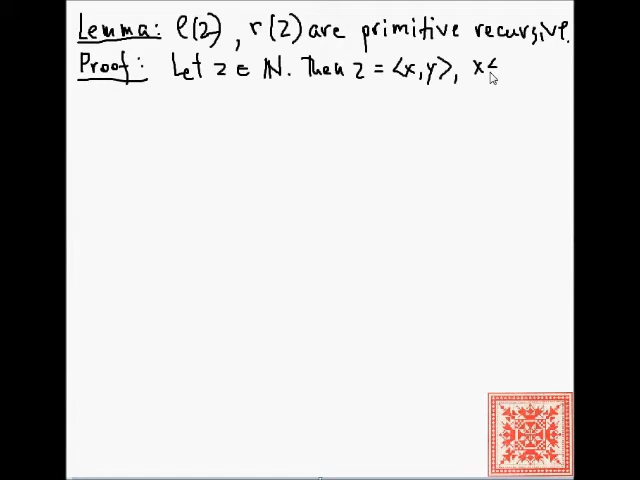 Lemma: ℓ(z), r(z) are primitive recursive.
Proof: Let z ∈ ℕ. Then z = <x, y>, x<